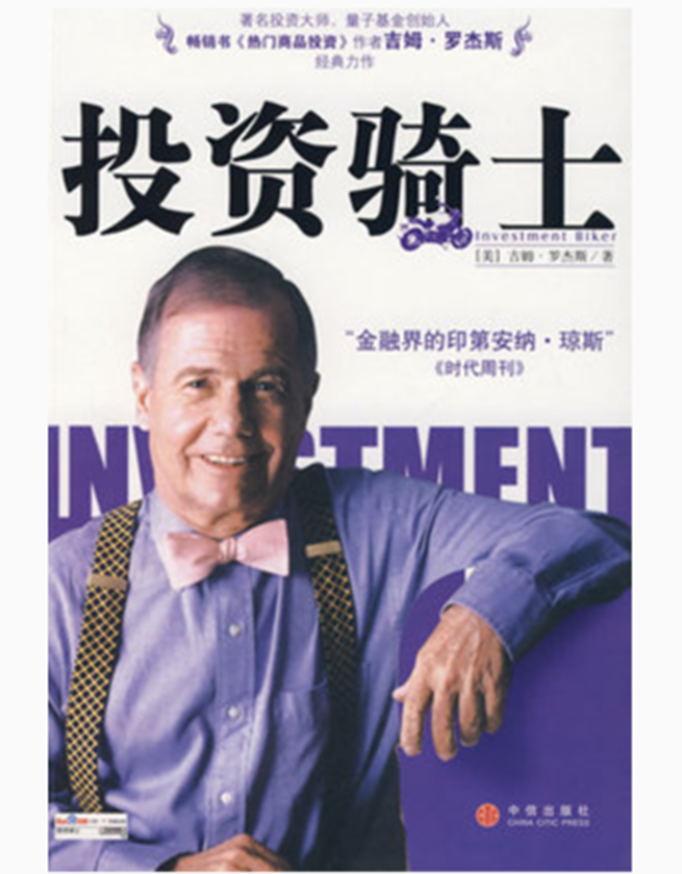 著名投资大师、量子基金创始人
畅销书《热门商品投资》作者吉姆·罗杰斯
经典力作
投资骑士
Investment Biker
[美] 吉姆·罗杰斯／著
“金融界的印第安纳·琼斯”
《时代周刊》
INVESTMENT
中信出版社
CHINA CITIC PRESS